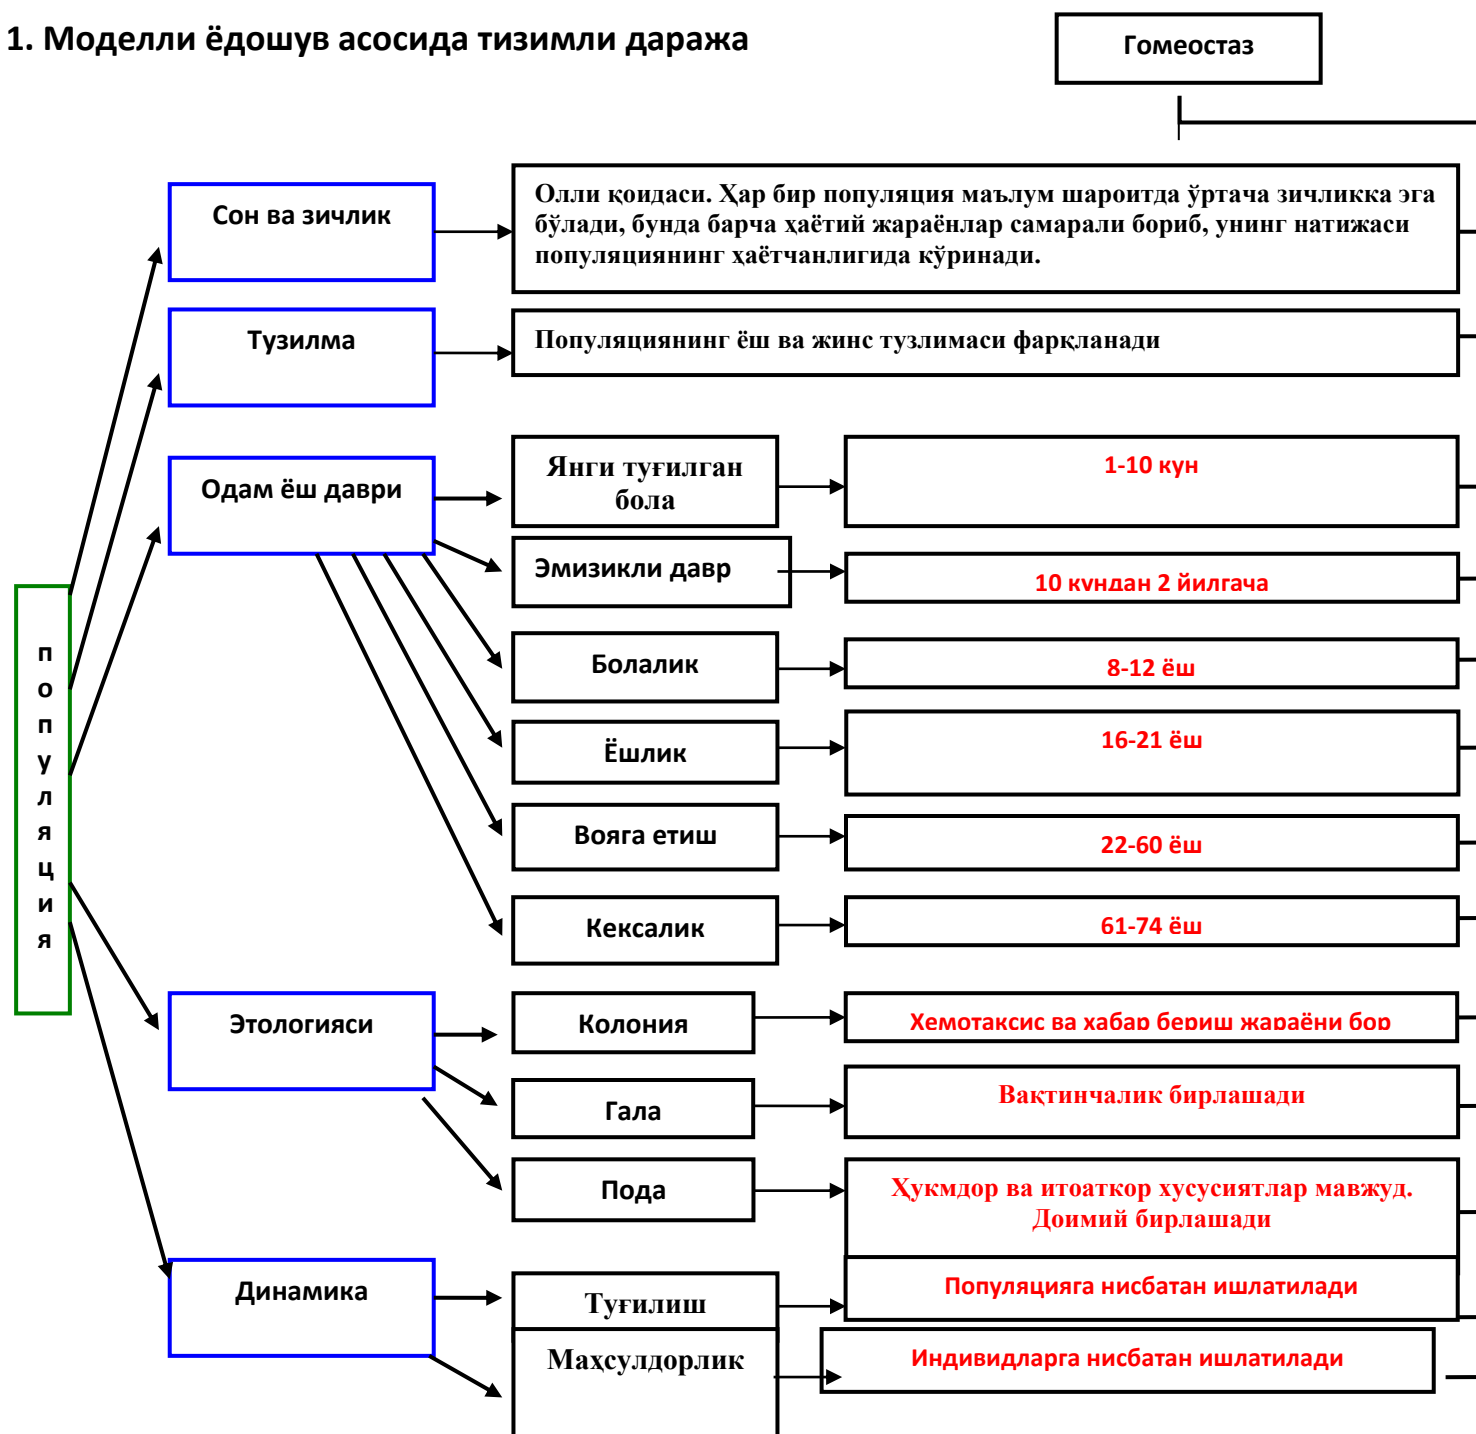 1. Моделли ёдошув асосида тизимли даража
Гомеостаз
Сон ва зичлик
Олли қоидаси. Ҳар бир популяция маълум шароитда ўртача зичликка эга
бўлади, бунда барча ҳаётий жараёнлар самарали бориб, унинг натижаси
популяциянинг ҳаётчанлигида кўринади.
Тузилма
Популяциянинг ёш ва жинс тузлимаси фарқланади
Одам ёш даври
Янги туғилган
бола
1-10 кун
Эмизикли давр
10 кундан 2 йилгача
Болалик
8-12 ёш
Ёшлик
16-21 ёш
Вояга етиш
22-60 ёш
Кексалик
61-74 ёш
п
о
п
у
л
я
ц
и
я
Этологияси
Колония
Хемотаксис ва хабар бериш жараёни бор
Гала
Вақтинчалик бирлашади
Пода
Ҳукмдор ва итоаткор хусусиятлар мавжуд.
Доимий бирлашади
Динамика
Туғилиш
Популяцияга нисбатан ишлатилади
Маҳсулдорлик
Индивидларга нисбатан ишлатилади